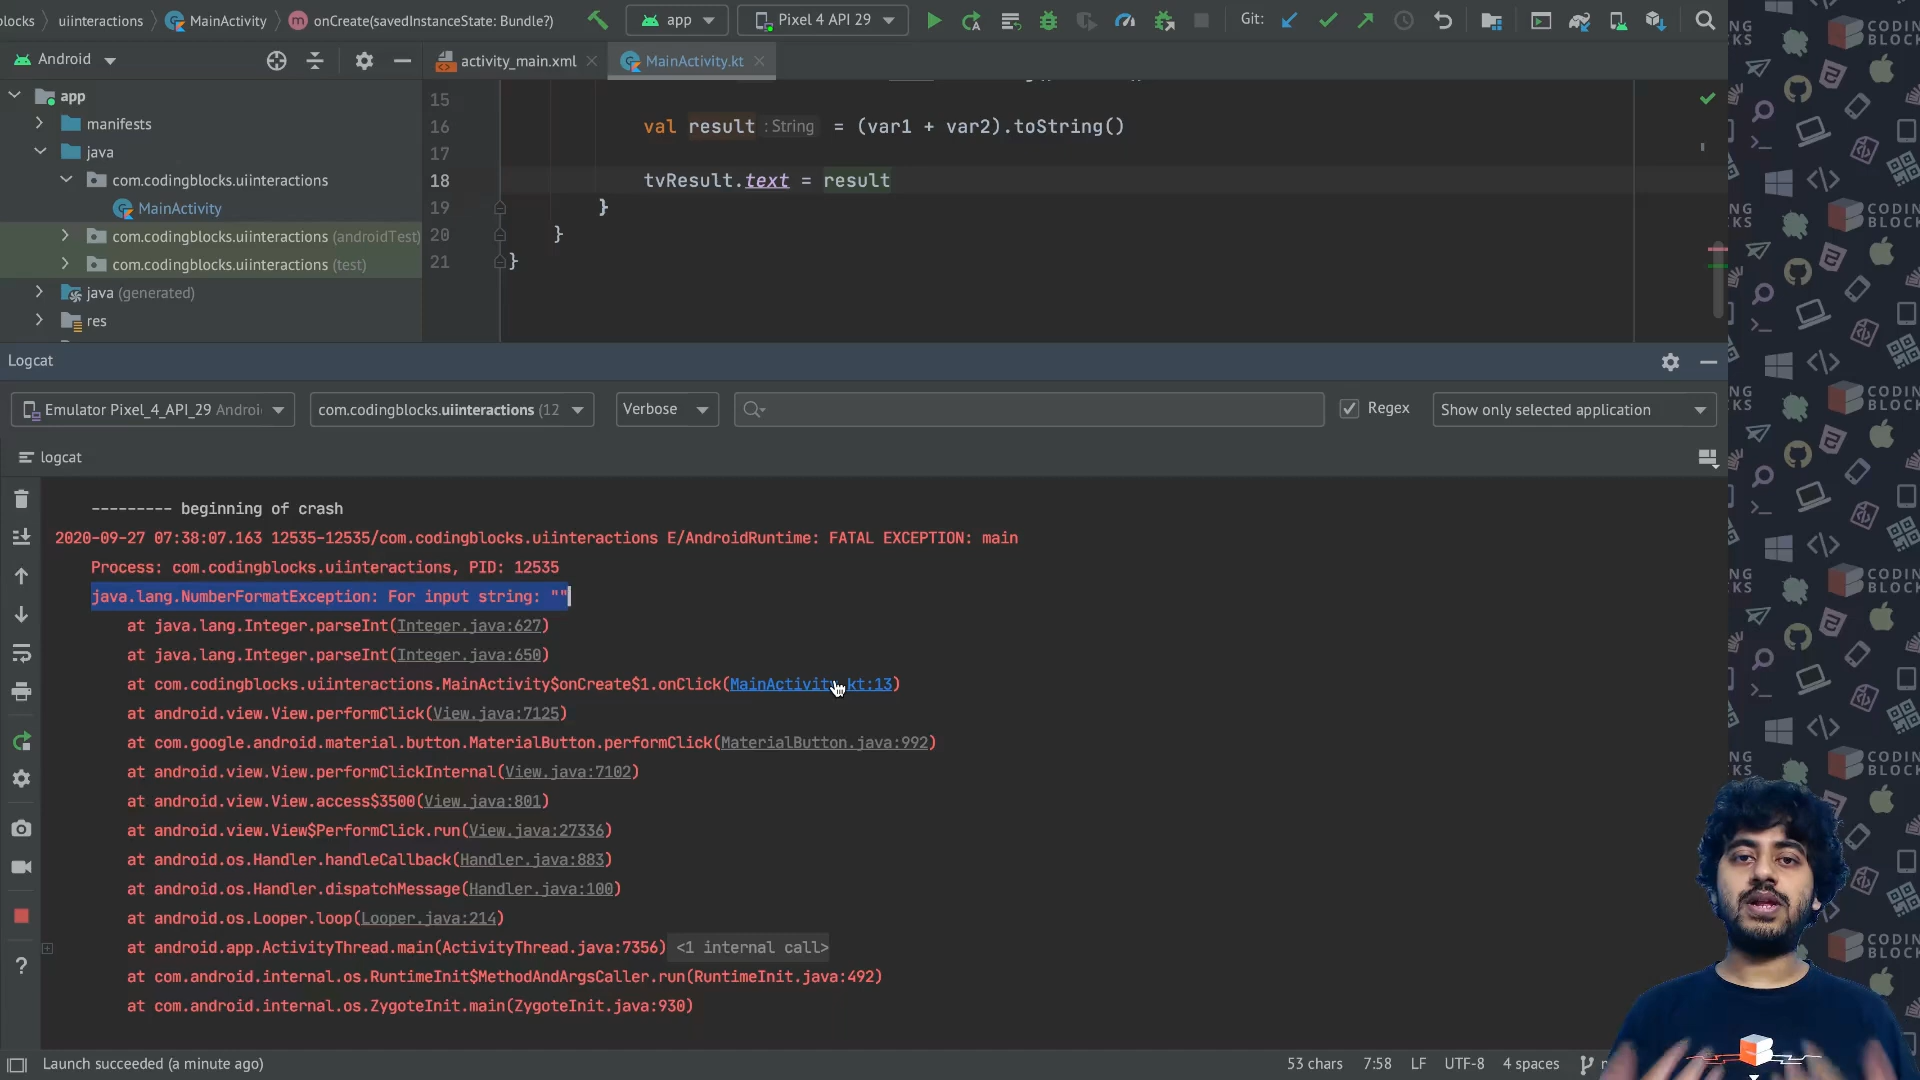 locks
uiinteractions
MainActivity
onCreate(savedInstanceState: Bundle?)
app
Pixel 4 API 29
Git:
Android
activity_main.xml
MainActivity.kt
app
manifests
java
com.codingblocks.uiinteractions
MainActivity
com.codingblocks.uiinteractions (androidTest)
com.codingblocks.uiinteractions (test)
java (generated)
res
15
16 val result :String = (var1 + var2).toString()
17
18 tvResult.text = result
19 }
20 }
21 }
Logcat
Emulator Pixel_4_API_29 Androi
com.codingblocks.uiinteractions (12
Verbose
Regex
Show only selected application
logcat
--------- beginning of crash
2020-09-27 07:38:07.163 12535-12535/com.codingblocks.uiinteractions E/AndroidRuntime: FATAL EXCEPTION: main
Process: com.codingblocks.uiinteractions, PID: 12535
java.lang.NumberFormatException: For input string: ""
at java.lang.Integer.parseInt(Integer.java:627)
at java.lang.Integer.parseInt(Integer.java:650)
at com.codingblocks.uiinteractions.MainActivity$onCreate$1.onClick(MainActivity.kt:13)
at android.view.View.performClick(View.java:7125)
at com.google.android.material.button.MaterialButton.performClick(MaterialButton.java:992)
at android.view.View.performClickInternal(View.java:7102)
at android.view.View.access$3500(View.java:801)
at android.view.View$PerformClick.run(View.java:27336)
at android.os.Handler.handleCallback(Handler.java:883)
at android.os.Handler.dispatchMessage(Handler.java:100)
at android.os.Looper.loop(Looper.java:214)
at android.app.ActivityThread.main(ActivityThread.java:7356) <1 internal call>
at com.android.internal.os.RuntimeInit$MethodAndArgsCaller.run(RuntimeInit.java:492)
at com.android.internal.os.ZygoteInit.main(ZygoteInit.java:930)
Launch succeeded (a minute ago)
53 chars
7:58
LF
UTF-8
4 spaces